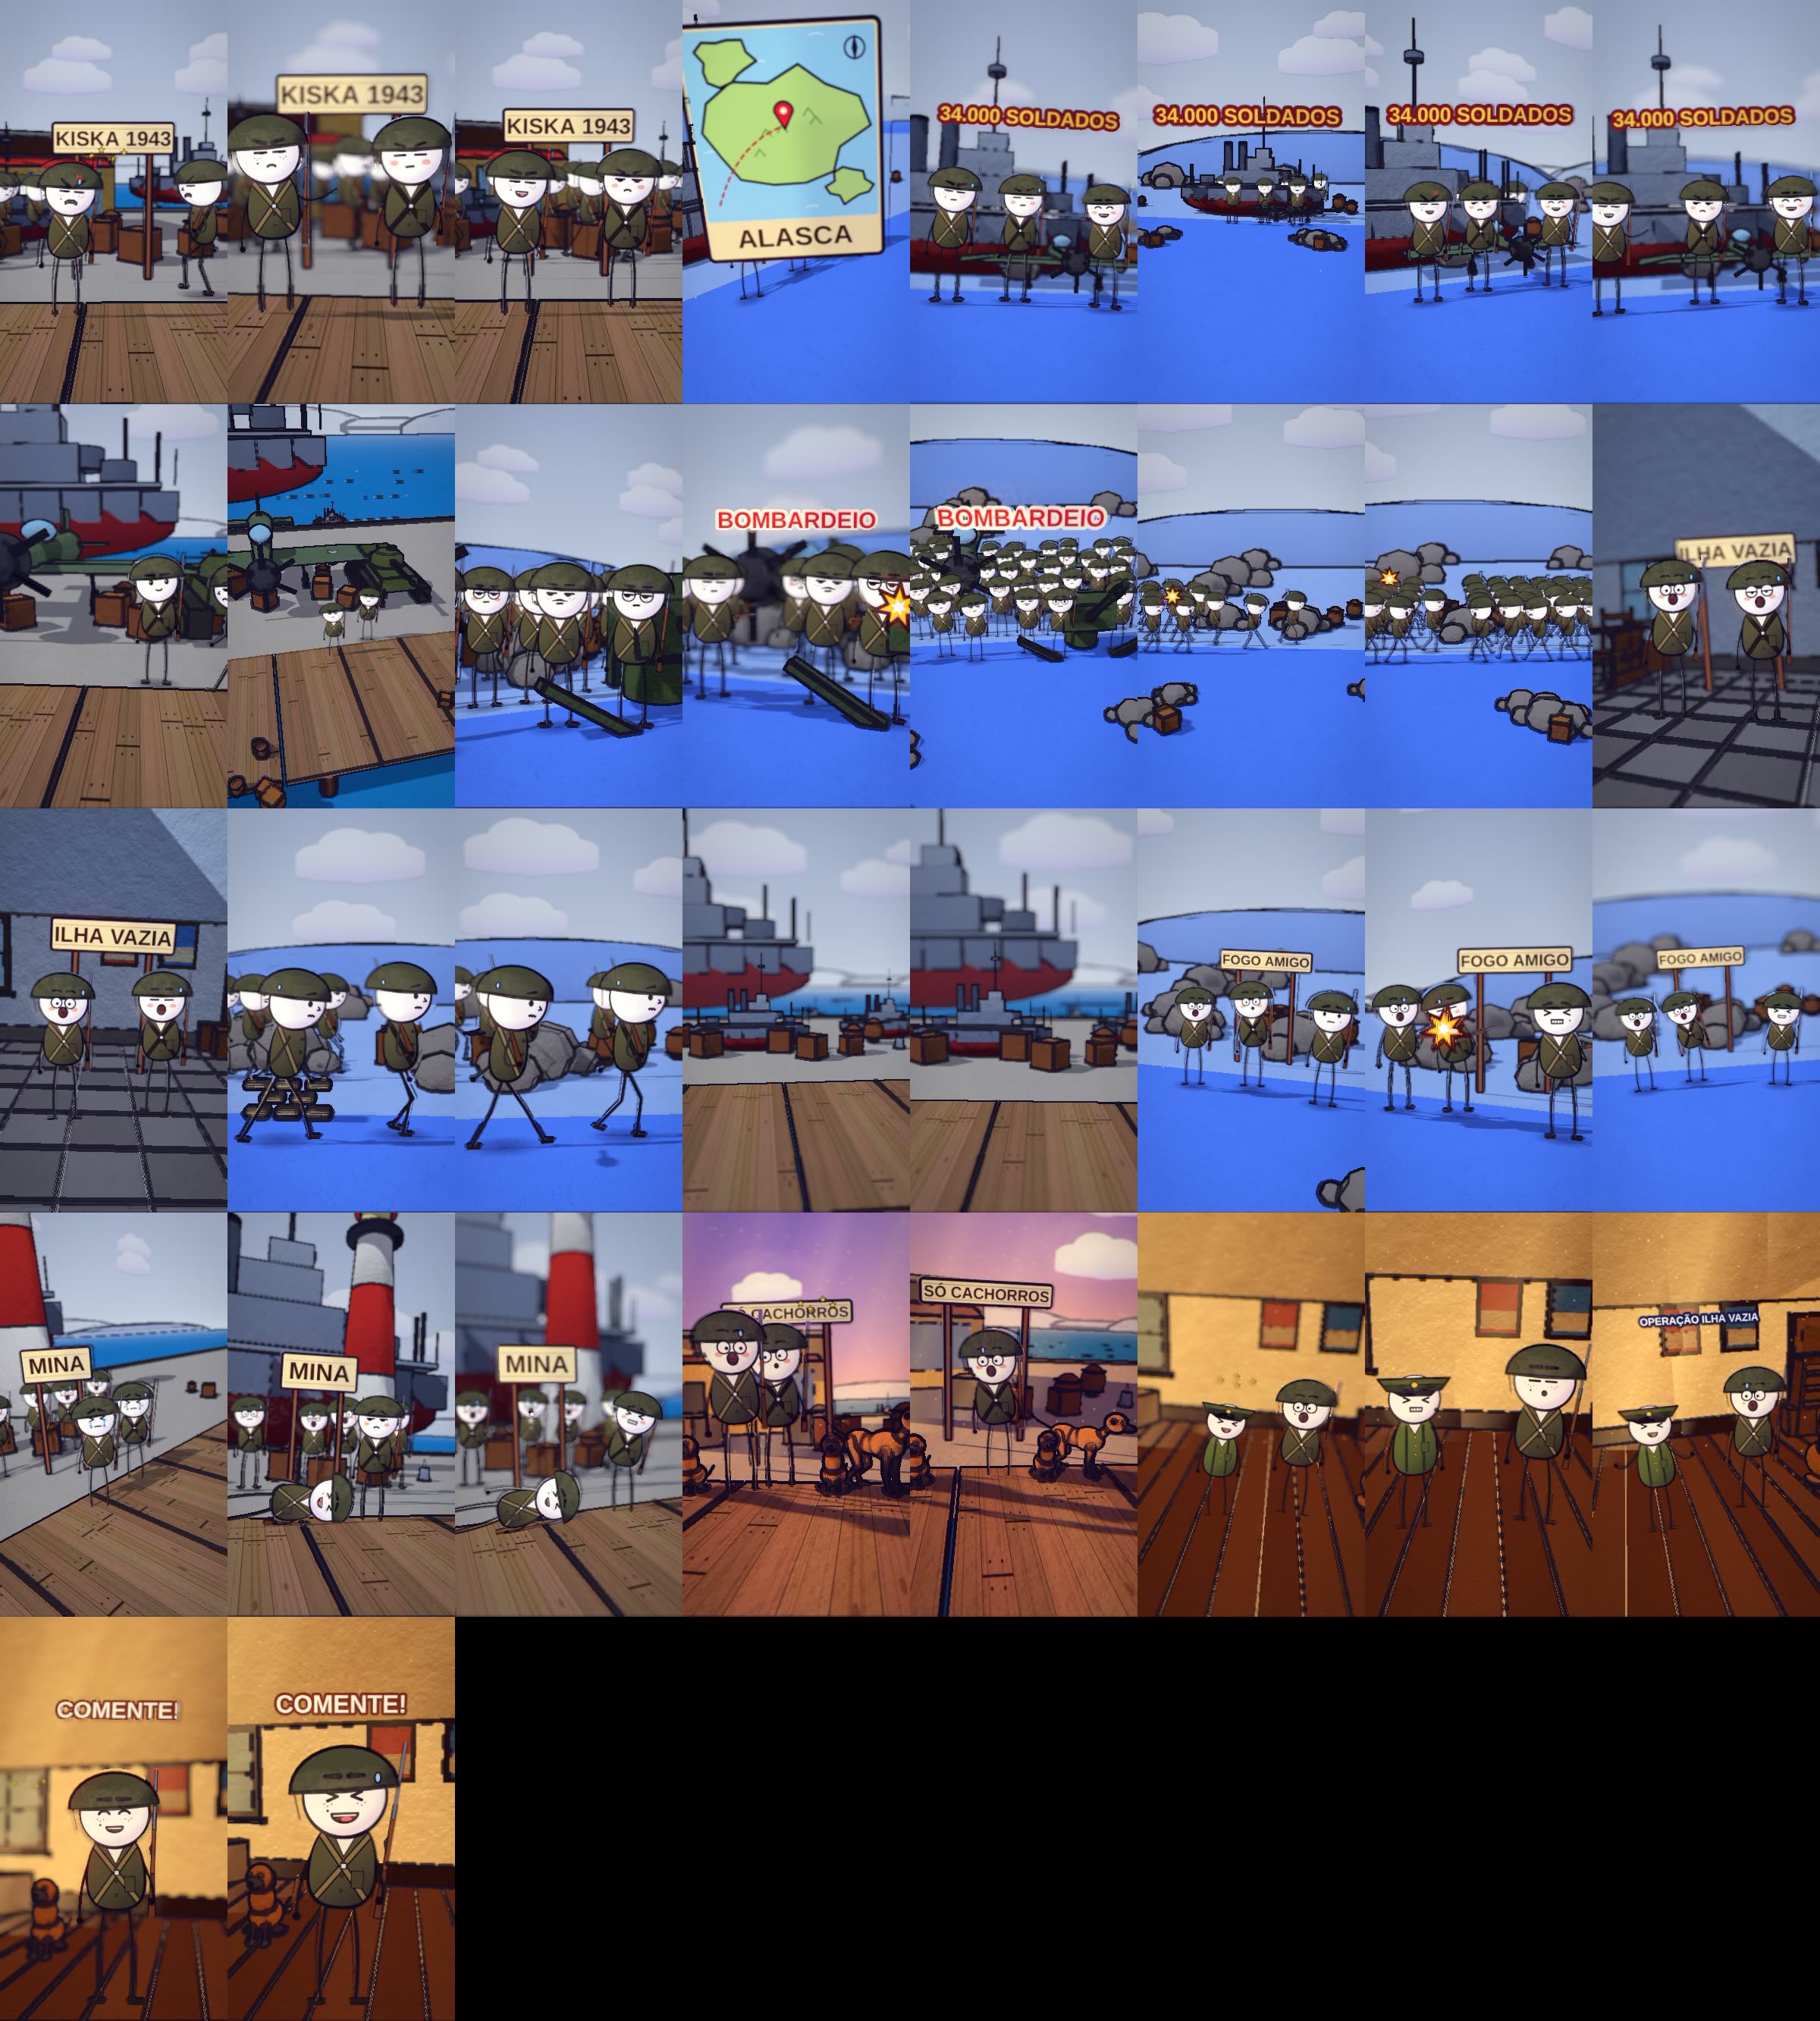 KISKA 1943
KISKA 1943
KISKA 1943
ALASCA
34.000 SOLDADOS
34.000 SOLDADOS
34.000 SOLDADOS
34.000 SOLDADOS
BOMBARDEIO
BOMBARDEIO
ILHA VAZIA
ILHA VAZIA
FOGO AMIGO
FOGO AMIGO
FOGO AMIGO
MINA
MINA
MINA
SÓ CACHORROS
SÓ CACHORROS
OPERAÇÃO ILHA VAZIA
COMENTE!
COMENTE!